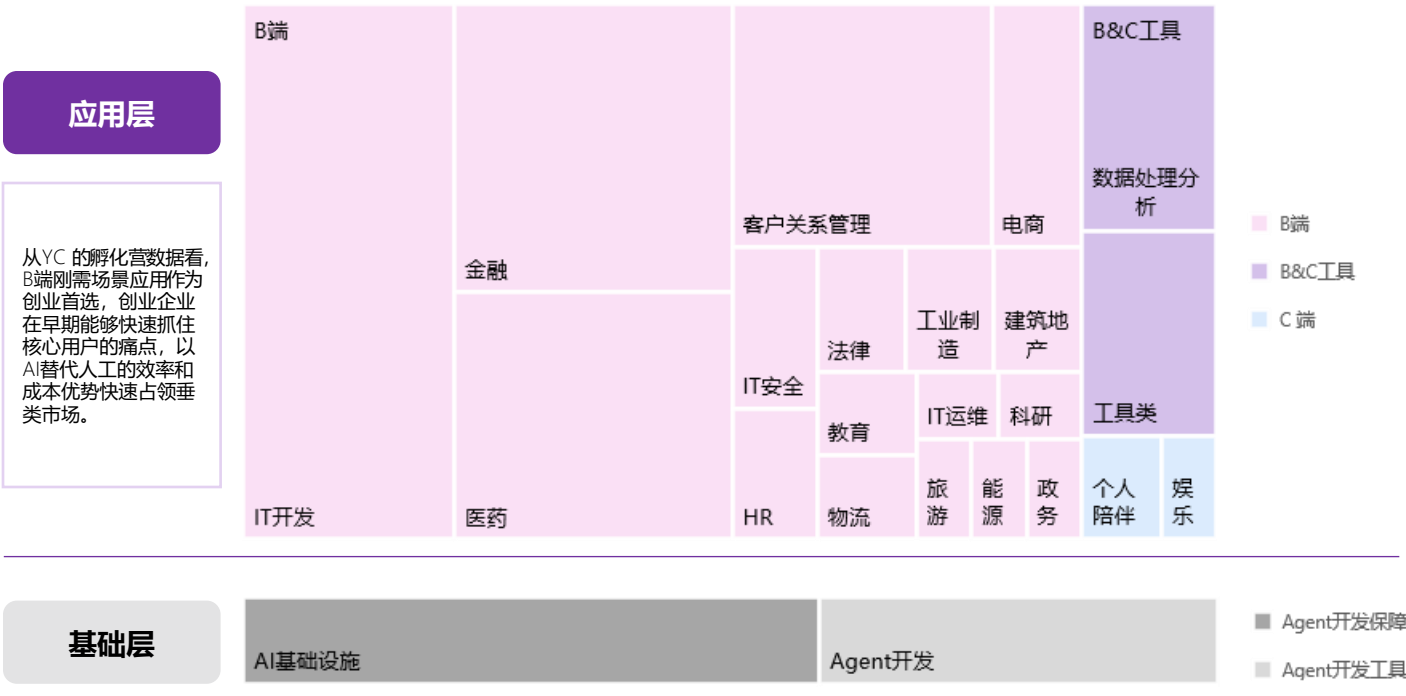 应用层
从YC 的孵化营数据看,
B端刚需场景应用作为
创业首选，创业企业
在早期能够快速抓住
核心用户的痛点，以
AI替代人工的效率和
成本优势快速占领垂
类市场。
B端
IT开发
金融
医药
客户关系管理
电商
IT安全
HR
法律
工业制
造
建筑地
产
教育
IT运维
科研
物流
旅
游
能
源
政
务
B&C工具
数据处理分
析
工具类
个人
陪伴
娱
乐
B端
B&C工具
C 端
基础层
AI基础设施
Agent开发
Agent开发保障
Agent开发工具